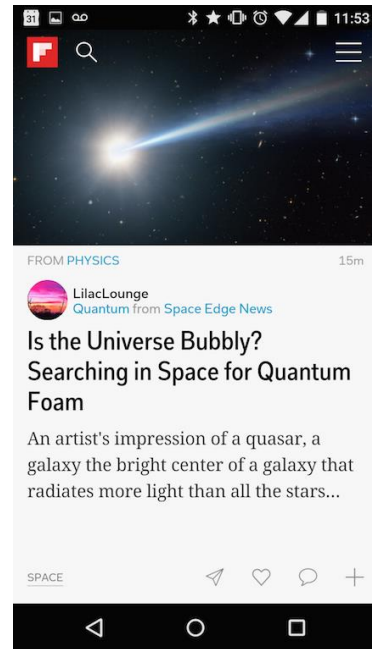 31 11:53
FROM PHYSICS 15m
LilacLounge
Quantum from Space Edge News
Is the Universe Bubbly?
Searching in Space for Quantum
Foam
An artist's impression of a quasar, a
galaxy the bright center of a galaxy that
radiates more light than all the stars...
SPACE